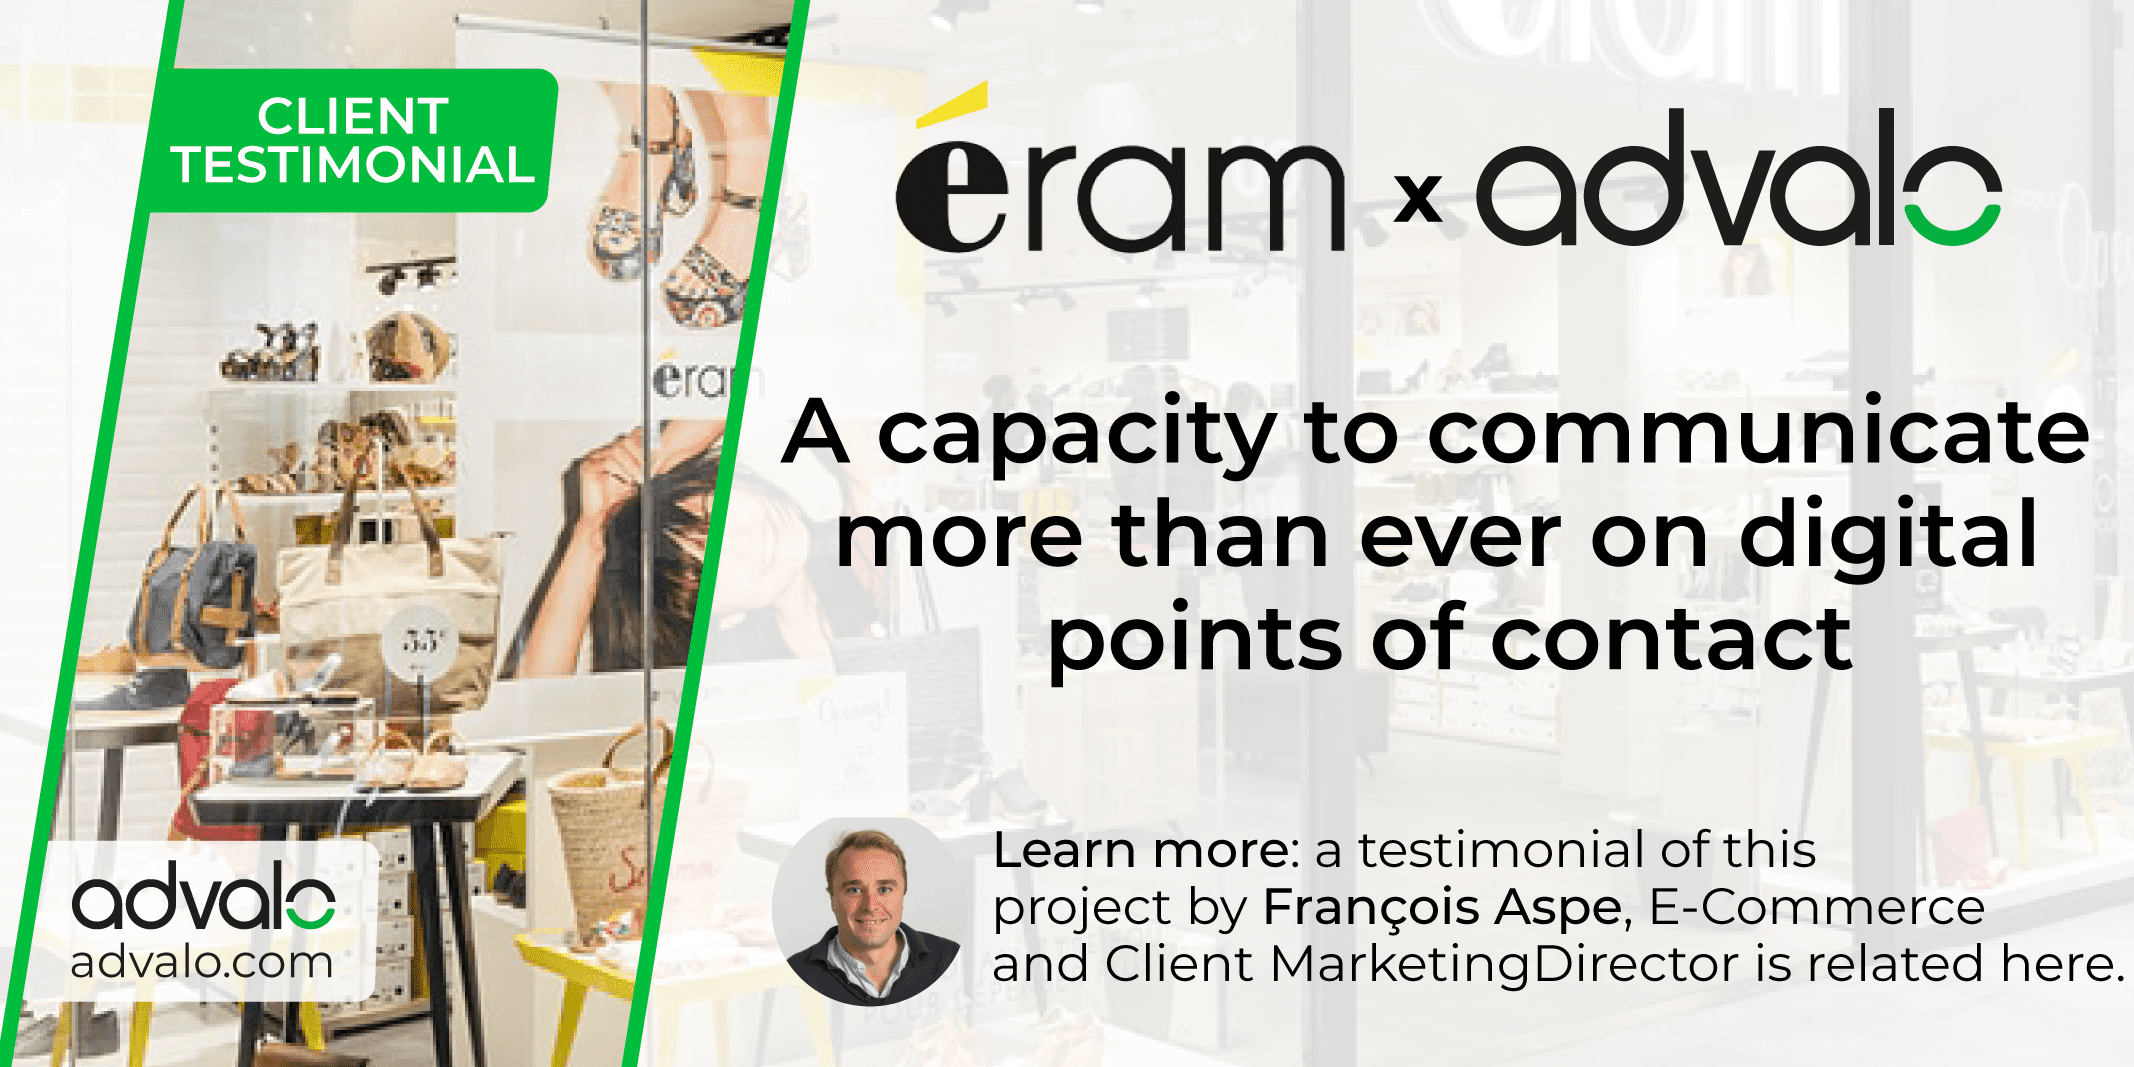 CLIENT
TESTIMONIAL
éram x advalo
éram
A capacity to communicate
more than ever on digital
points of contact
Learn more: a testimonial of this
project by François Aspe, E-Commerce
and Client MarketingDirector is related here.
advalo
advalo.com